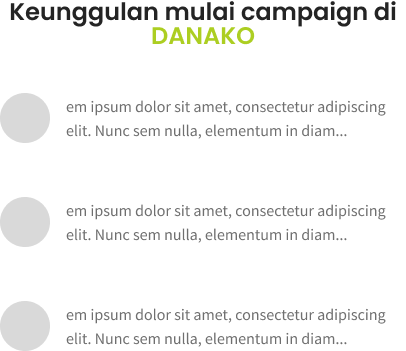 Keunggulan mulai campaign di
DANAKO
em ipsum dolor sit amet, consectetur adipiscing
elit. Nunc sem nulla, elementum in diam...
em ipsum dolor sit amet, consectetur adipiscing
elit. Nunc sem nulla, elementum in diam...
em ipsum dolor sit amet, consectetur adipiscing
elit. Nunc sem nulla, elementum in diam...